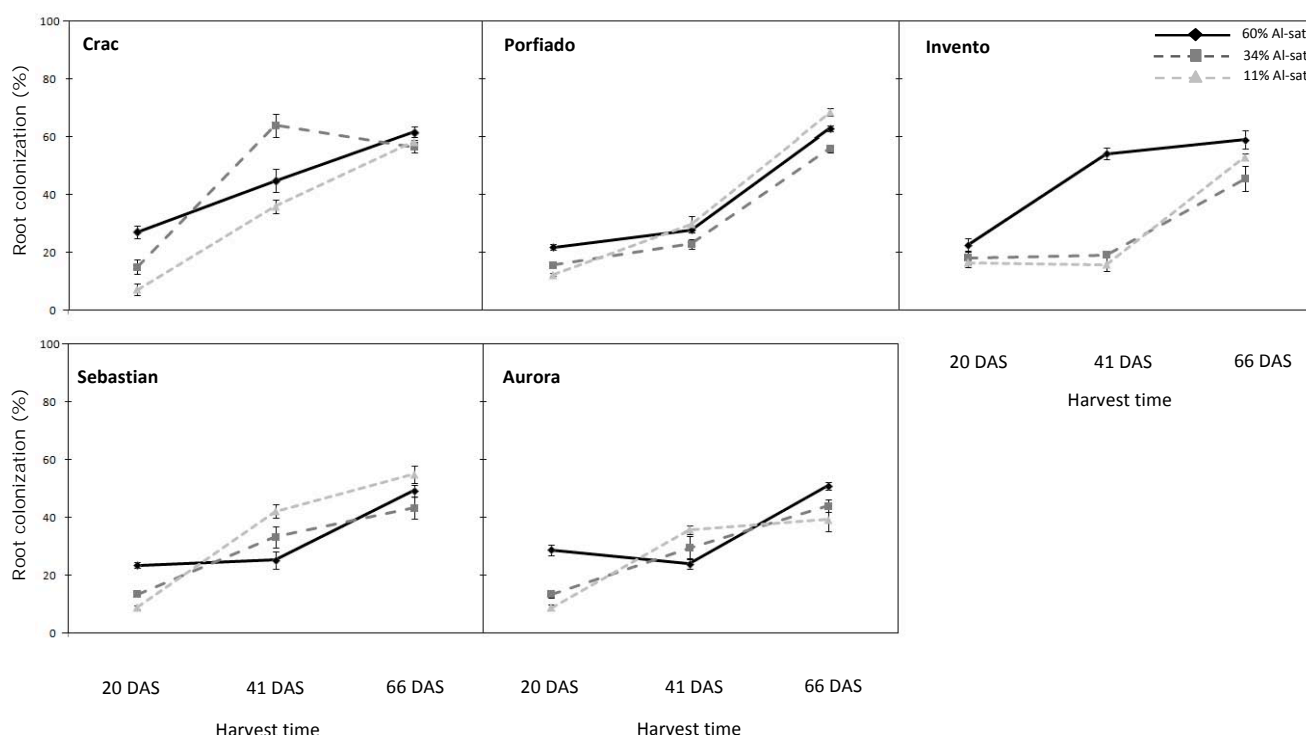 Crac
Porfiado
Invento
60% Al-sat
34% Al-sat
11% Al-sat
Root colonization (%)
100
80
60
40
20
0
20 DAS
41 DAS
66 DAS
Harvest time
Sebastian
Aurora
Root colonization (%)
100
80
60
40
20
0
20 DAS
41 DAS
66 DAS
20 DAS
41 DAS
66 DAS
Harvest time
Harvest time